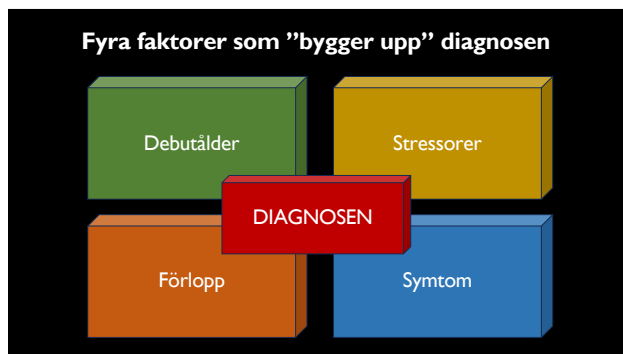 Fyra faktorer som ”bygger upp” diagnosen
Debutålder
Stressorer
DIAGNOSEN
Förlopp
Symtom